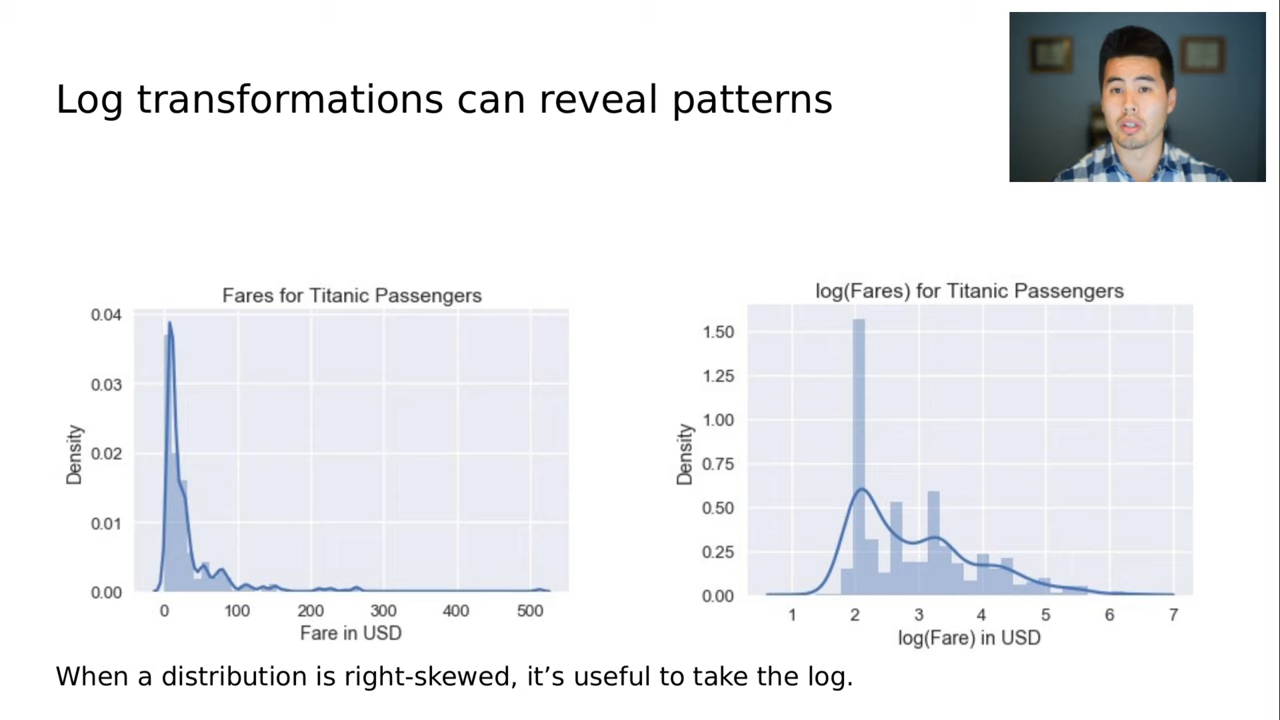 Log transformations can reveal patterns
Fares for Titanic Passengers
0.04
0.03
0.02
0.01
0.00
Density
0 100 200 300 400 500
Fare in USD
log(Fares) for Titanic Passengers
1.50
1.25
1.00
0.75
0.50
0.25
0.00
Density
1 2 3 4 5 6 7
log(Fare) in USD
When a distribution is right-skewed, it’s useful to take the log.